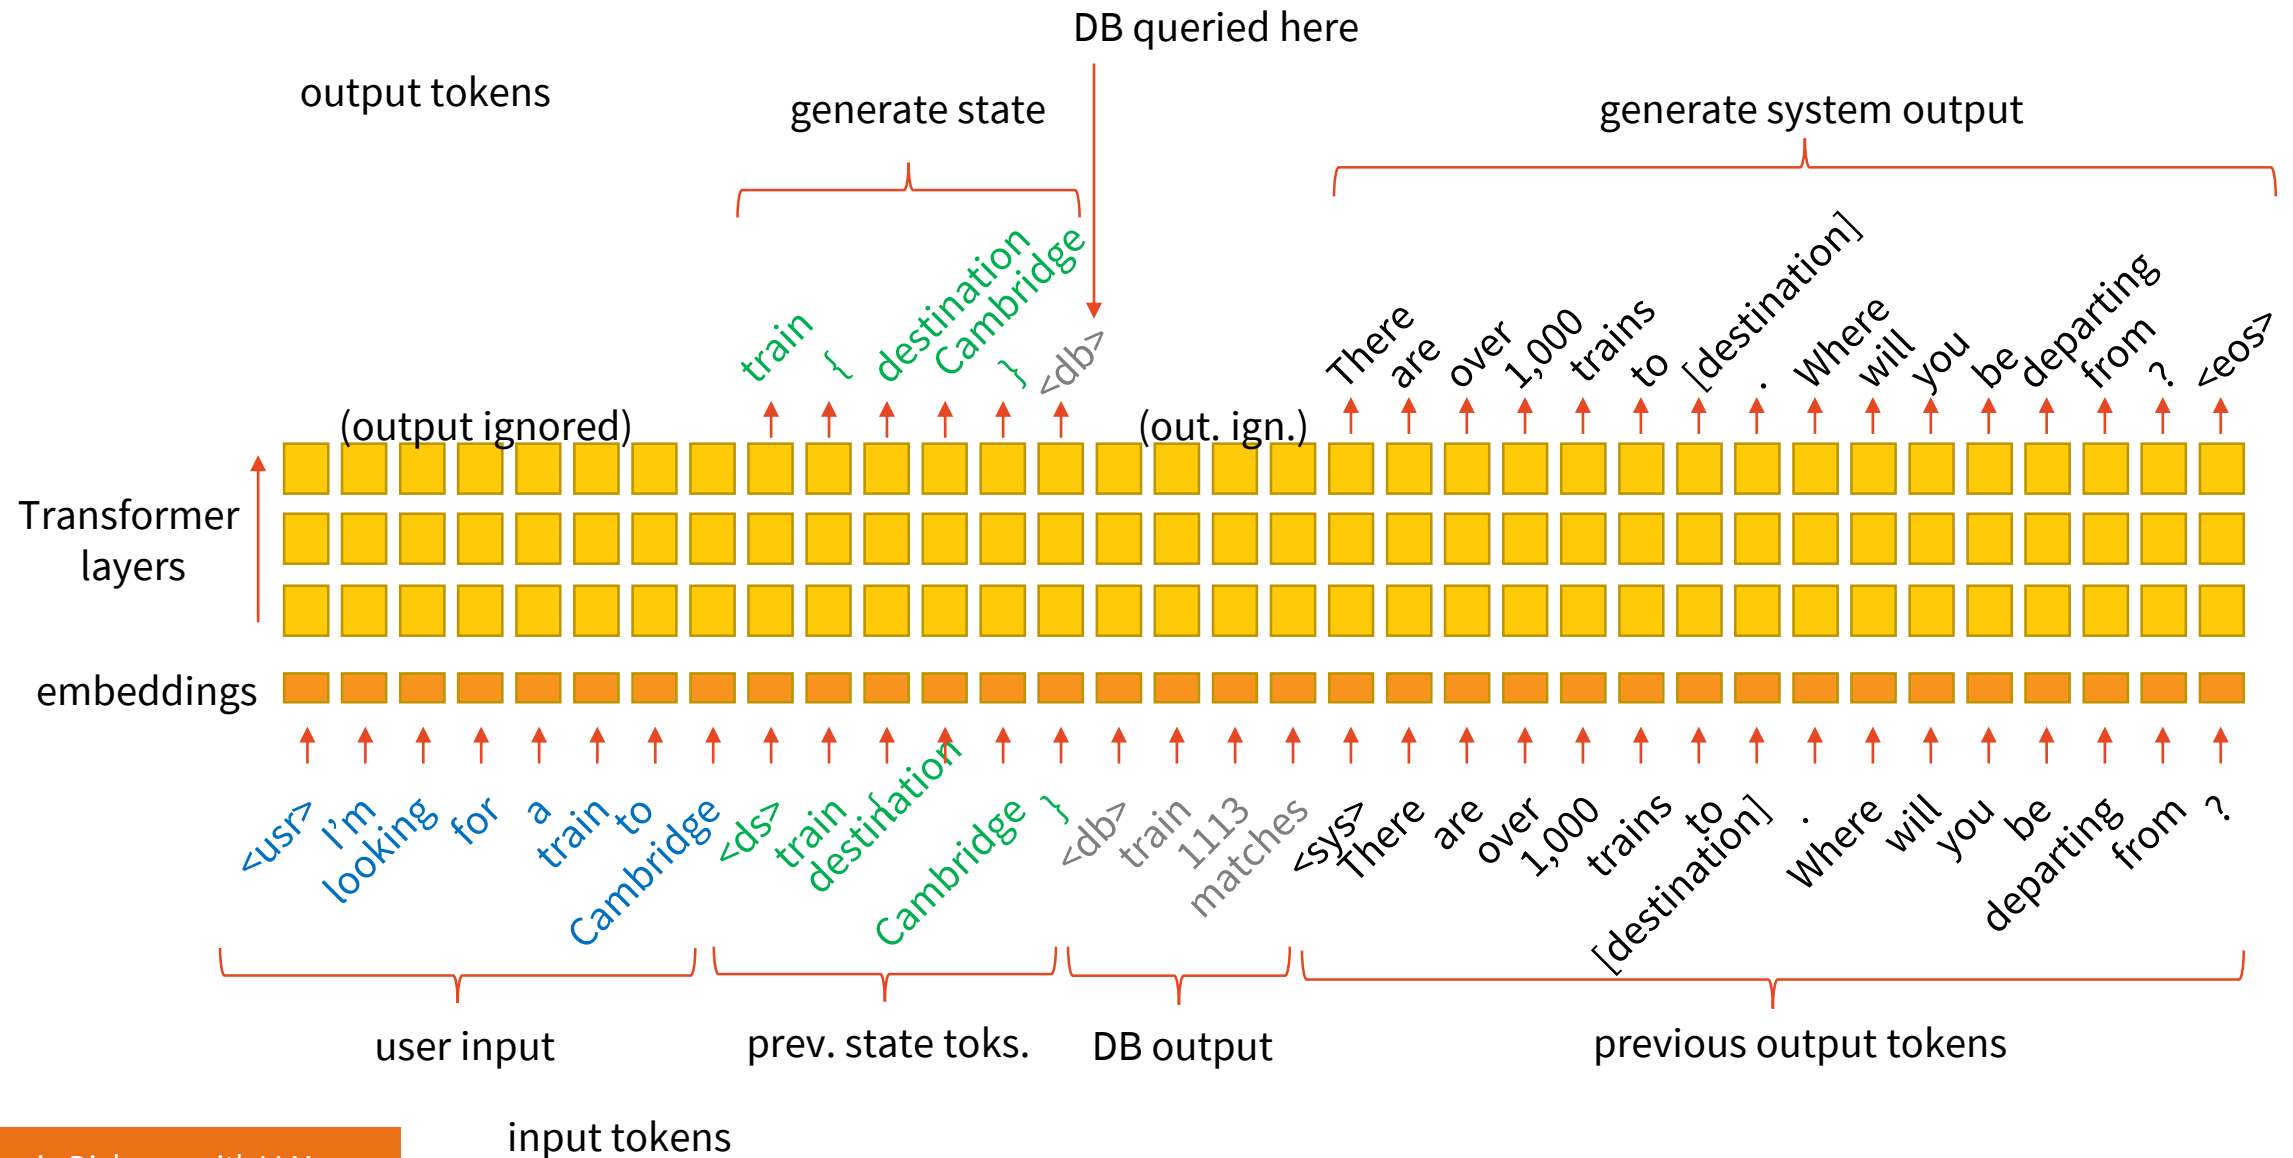 DB queried here
output tokens
generate state
generate system output
train { destination Cambridge } <db>
There are over 1,000 trains to [destination] . Where will you be departing from ? <eos>
(output ignored)
(out. ign.)
Transformer
layers
embeddings
<usr> I'm looking for a train to Cambridge <ds> train { destination Cambridge } <db> train 1113 matches <sys> There are over 1,000 trains to [destination] . Where will you be departing from ?
user input
prev. state toks.
DB output
previous output tokens
input tokens